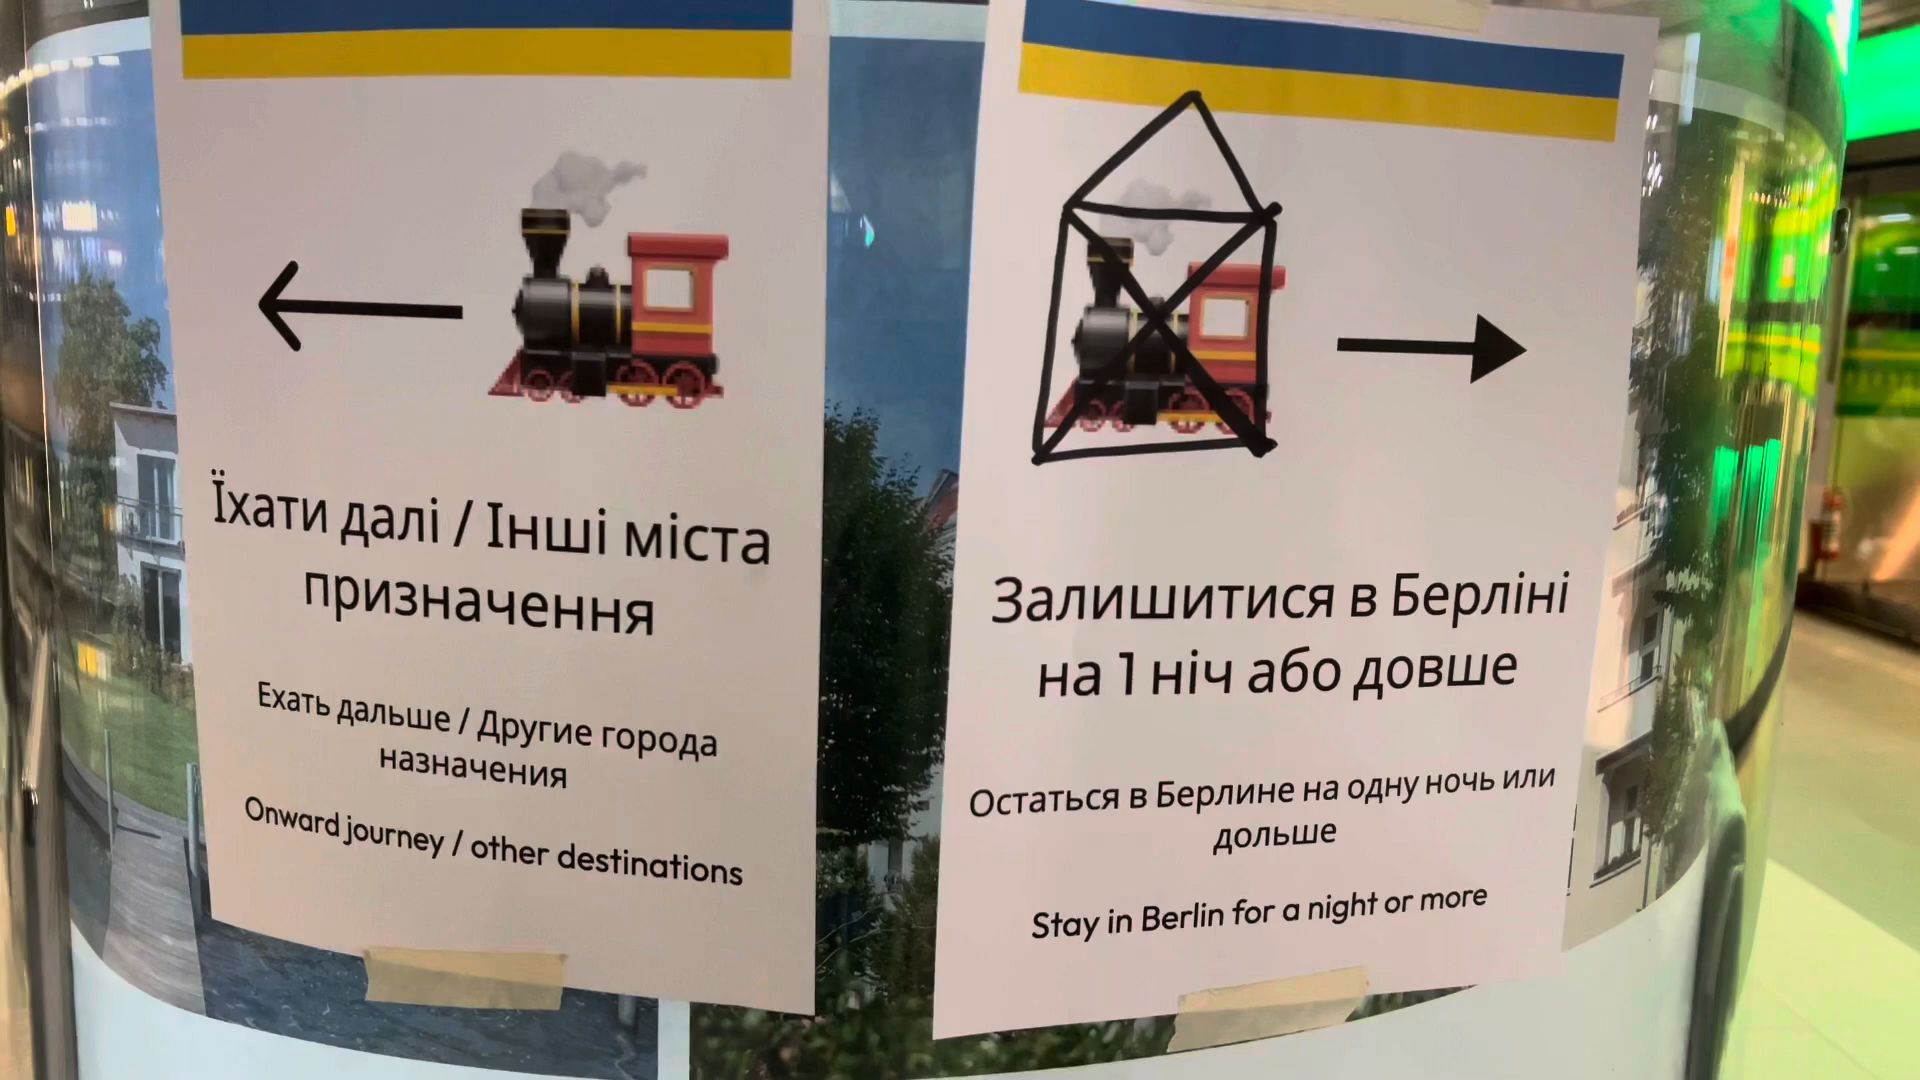 Їхати далі / Інші міста
призначення
Ехать дальше / Другие города
назначения
Onward journey / other destinations
Залишитися в Берліні
на 1 ніч або довше
Остаться в Берлине на одну ночь или
дольше
Stay in Berlin for a night or more